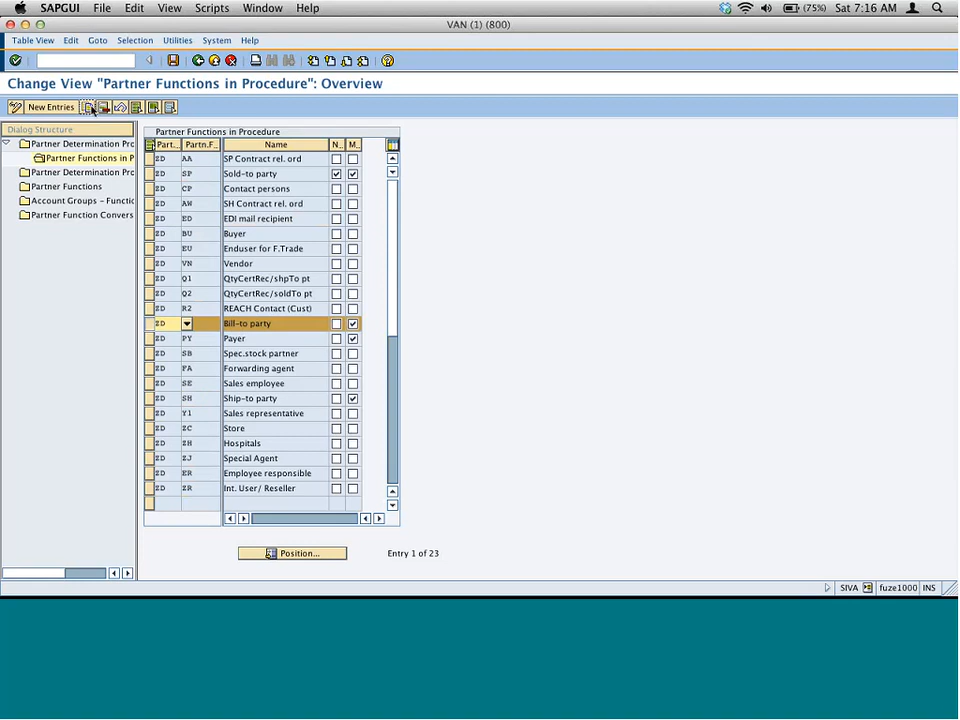 SAPGUI File Edit View Scripts Window Help (75%) Sat 7:16 AM
VAN (1) (800)
Table View Edit Goto Selection Utilities System Help
Change View "Partner Functions in Procedure": Overview
New Entries
Dialog Structure
Partner Determination Pro
Partner Functions in P
Partner Determination Pro
Partner Functions
Account Groups - Functio
Partner Function Convers
Partner Functions in Procedure
Part... Partn.F... Name N.. M..
ZD AA SP Contract rel. ord
ZD SP Sold-to party
ZD CP Contact persons
ZD AW SH Contract rel. ord
ZD ED EDI mail recipient
ZD BU Buyer
ZD EU Enduser for F.Trade
ZD VN Vendor
ZD Q1 QtyCertRec/shpTo pt
ZD Q2 QtyCertRec/soldTo pt
ZD R2 REACH Contact (Cust)
ZD Bill-to party
ZD PY Payer
ZD SB Spec.stock partner
ZD FA Forwarding agent
ZD SE Sales employee
ZD SH Ship-to party
ZD Y1 Sales representative
ZD ZC Store
ZD ZH Hospitals
ZD ZJ Special Agent
ZD ER Employee responsible
ZD ZR Int. User/ Reseller
Position... Entry 1 of 23
SIVA fuze1000 INS